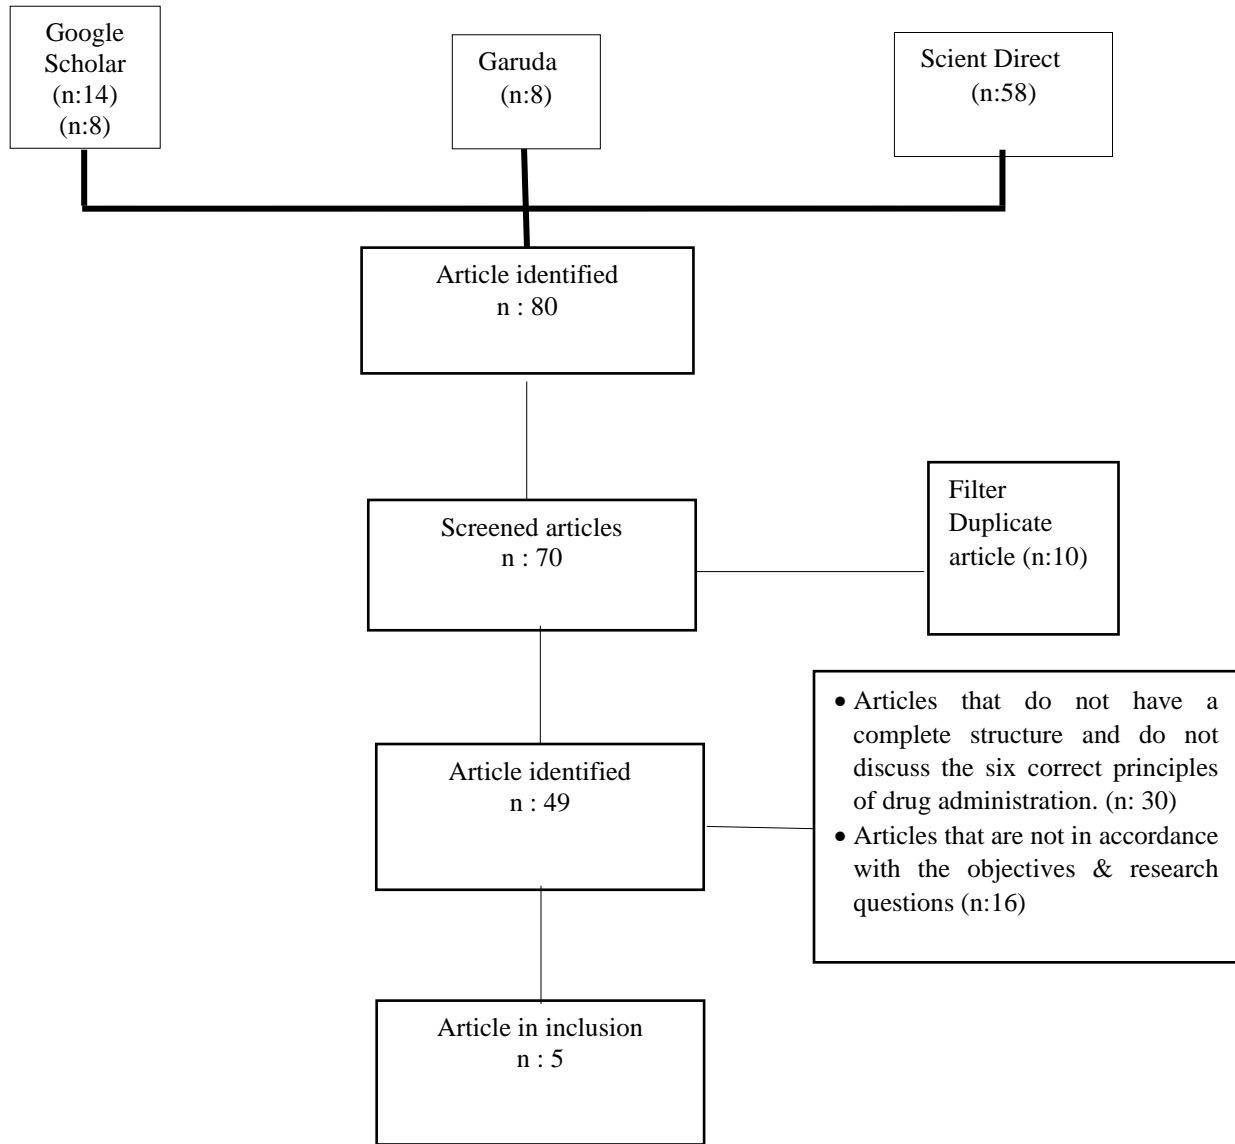 Google
Scholar
(n:14)
(n:8)
Garuda
(n:8)
Scient Direct
(n:58)
Article identified
n : 80
Screened articles
n : 70
Filter
Duplicate
article (n:10)
Article identified
n : 49
• Articles that do not have a
complete structure and do not
discuss the six correct principles
of drug administration. (n: 30)
• Articles that are not in accordance
with the objectives & research
questions (n:16)
Article in inclusion
n : 5